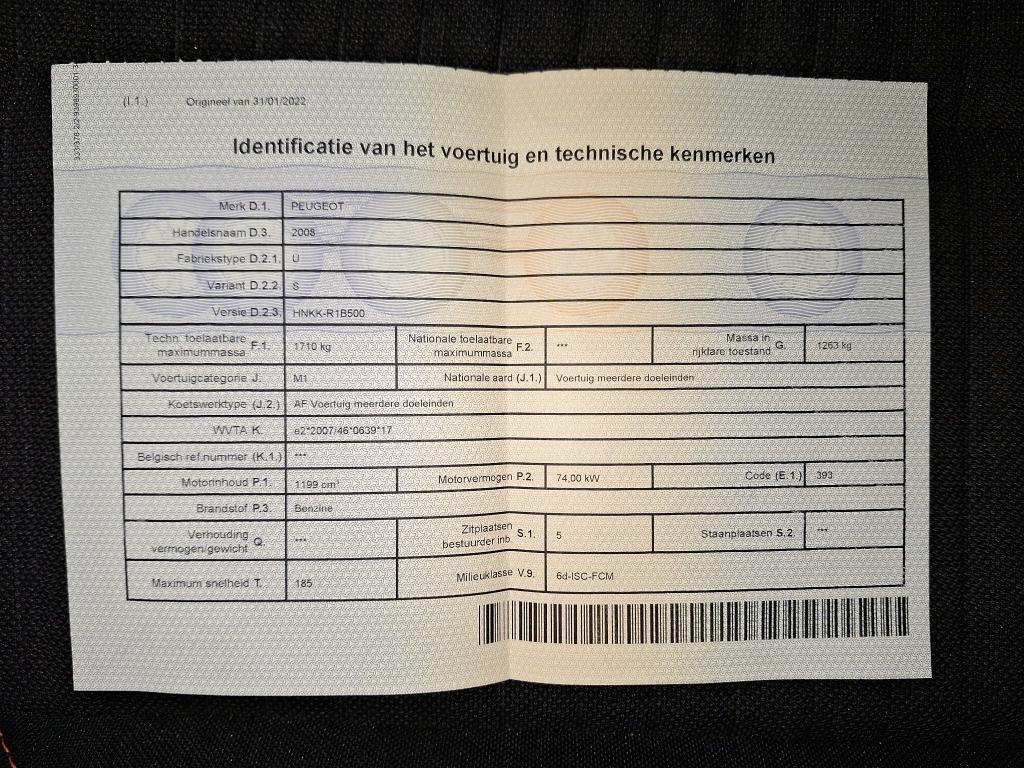 (I.1.) Origineel van 31/01/2022
Identificatie van het voertuig en technische kenmerken
Merk D.1. PEUGEOT
Handelsnaam D.3. 2008
Fabriekstype D.2.1. U
Variant D.2.2 S
Versie D.2.3. HNKK-R1B500
Techn. toelaatbare maximummassa F.1. 1710 kg Nationale toelaatbare maximummassa F.2. *** Massa in rijklare toestand G. 1263 kg
Voertuigcategorie J. M1 Nationale aard (J.1.) Voertuig meerdere doeleinden
Koetswerktype (J.2.) AF Voertuig meerdere doeleinden
WVTA K. e2*2007/46*0639*17
Belgisch ref.nummer (K.1.) ***
Motorinhoud P.1. 1199 cm³ Motorvermogen P.2. 74,00 kW Code (E.1.) 393
Brandstof P.3. Benzine
Verhouding vermogen/gewicht Q. *** Zitplaatsen bestuurder inb. S.1. 5 Staanplaatsen S.2. ***
Maximum snelheid T. 185 Milieuklasse V.9. 6d-ISC-FCM